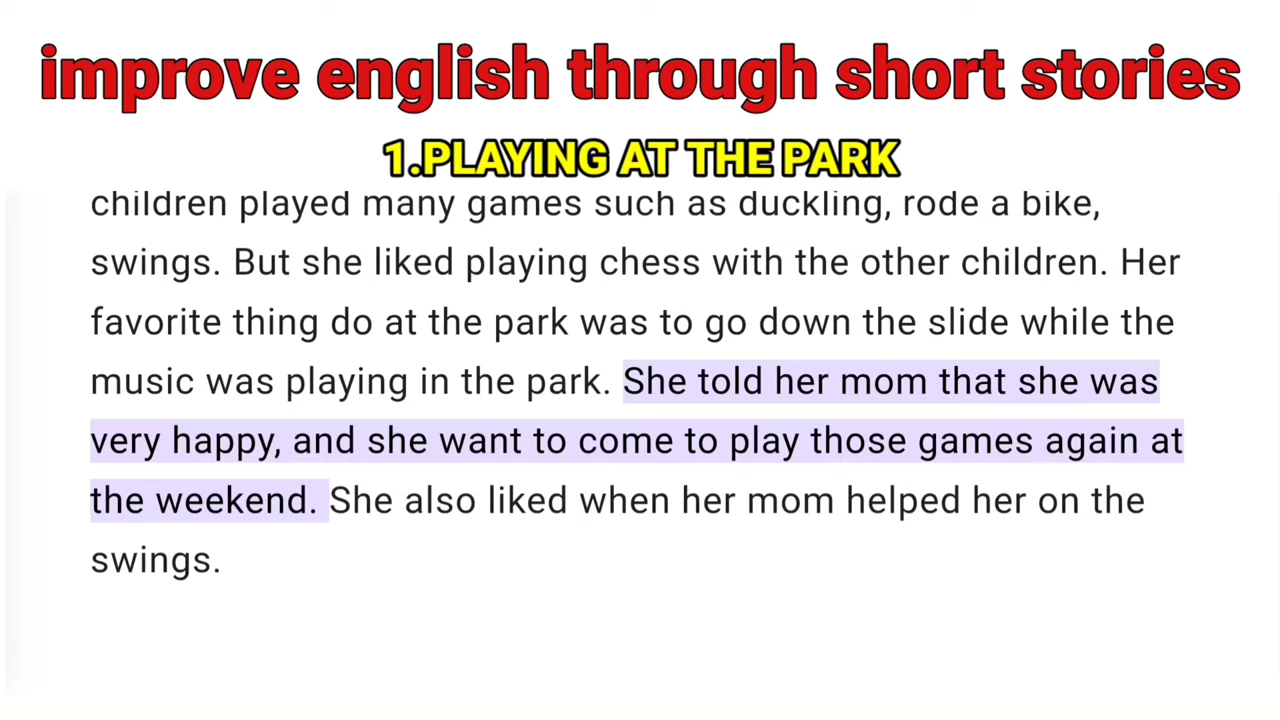 improve english through short stories
1.PLAYING AT THE PARK
children played many games such as duckling, rode a bike,
swings. But she liked playing chess with the other children. Her
favorite thing do at the park was to go down the slide while the
music was playing in the park. She told her mom that she was
very happy, and she want to come to play those games again at
the weekend. She also liked when her mom helped her on the
swings.